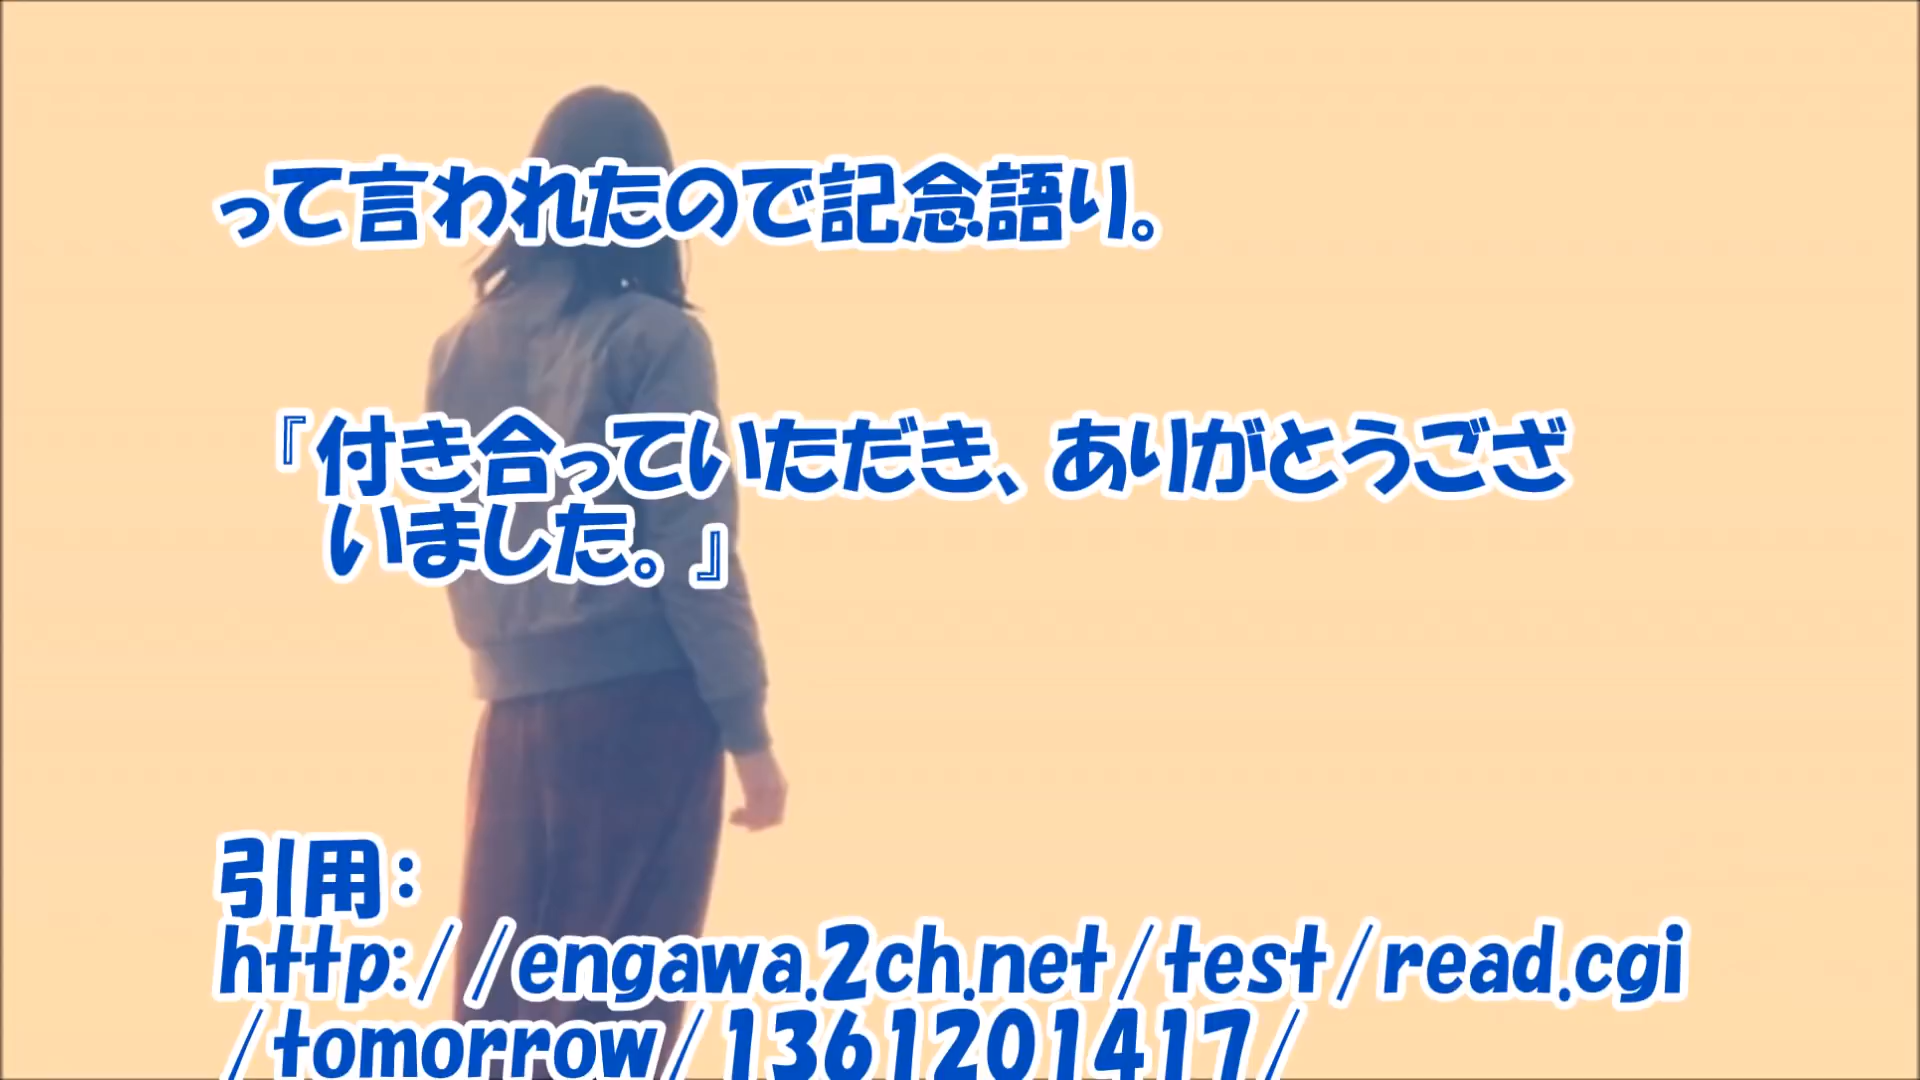 って言われたので記念語り。
『付き合っていただき、ありがとうござ
いました。』
引用：
http://engawa.2ch.net/test/read.cgi
/tomorrow/1361201417/